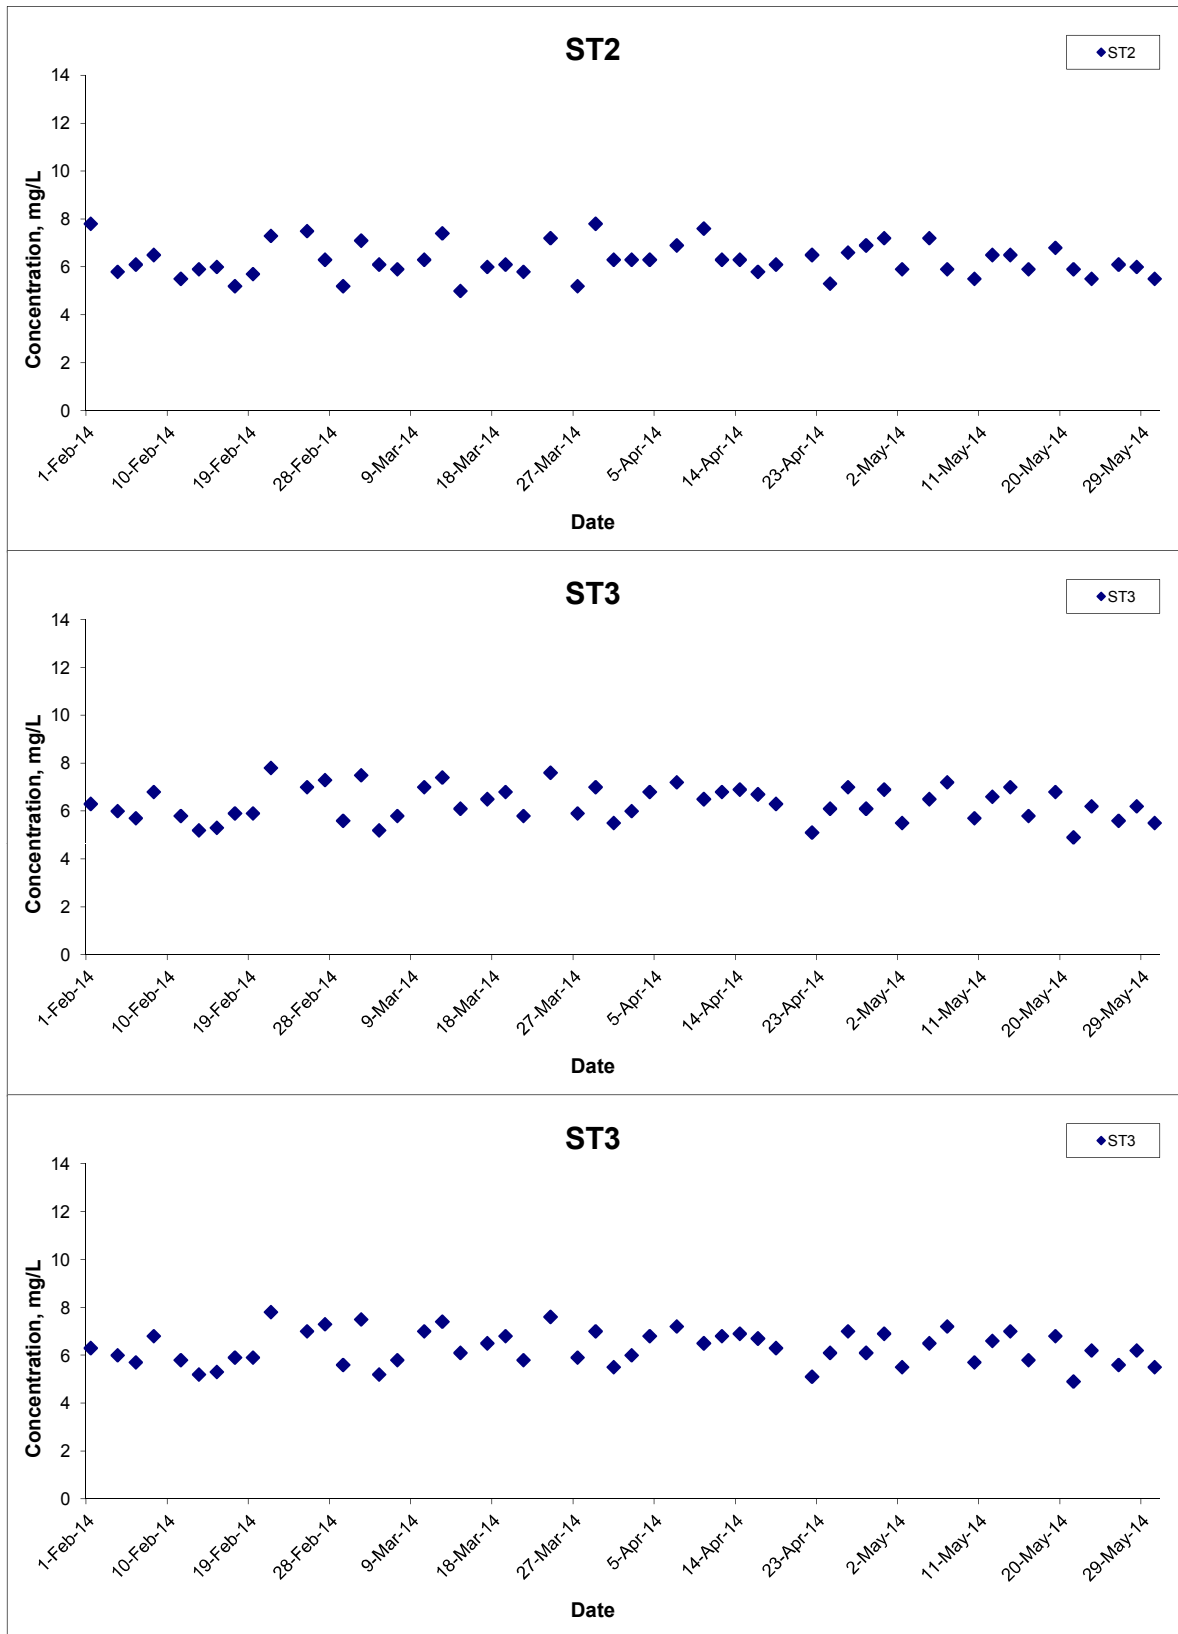 ST2
ST2
Concentration, mg/L
14
12
10
8
6
4
2
0
1-Feb-14
10-Feb-14
19-Feb-14
28-Feb-14
9-Mar-14
18-Mar-14
27-Mar-14
5-Apr-14
14-Apr-14
23-Apr-14
2-May-14
11-May-14
20-May-14
29-May-14
Date
ST3
ST3
Concentration, mg/L
14
12
10
8
6
4
2
0
1-Feb-14
10-Feb-14
19-Feb-14
28-Feb-14
9-Mar-14
18-Mar-14
27-Mar-14
5-Apr-14
14-Apr-14
23-Apr-14
2-May-14
11-May-14
20-May-14
29-May-14
Date
ST3
ST3
Concentration, mg/L
14
12
10
8
6
4
2
0
1-Feb-14
10-Feb-14
19-Feb-14
28-Feb-14
9-Mar-14
18-Mar-14
27-Mar-14
5-Apr-14
14-Apr-14
23-Apr-14
2-May-14
11-May-14
20-May-14
29-May-14
Date